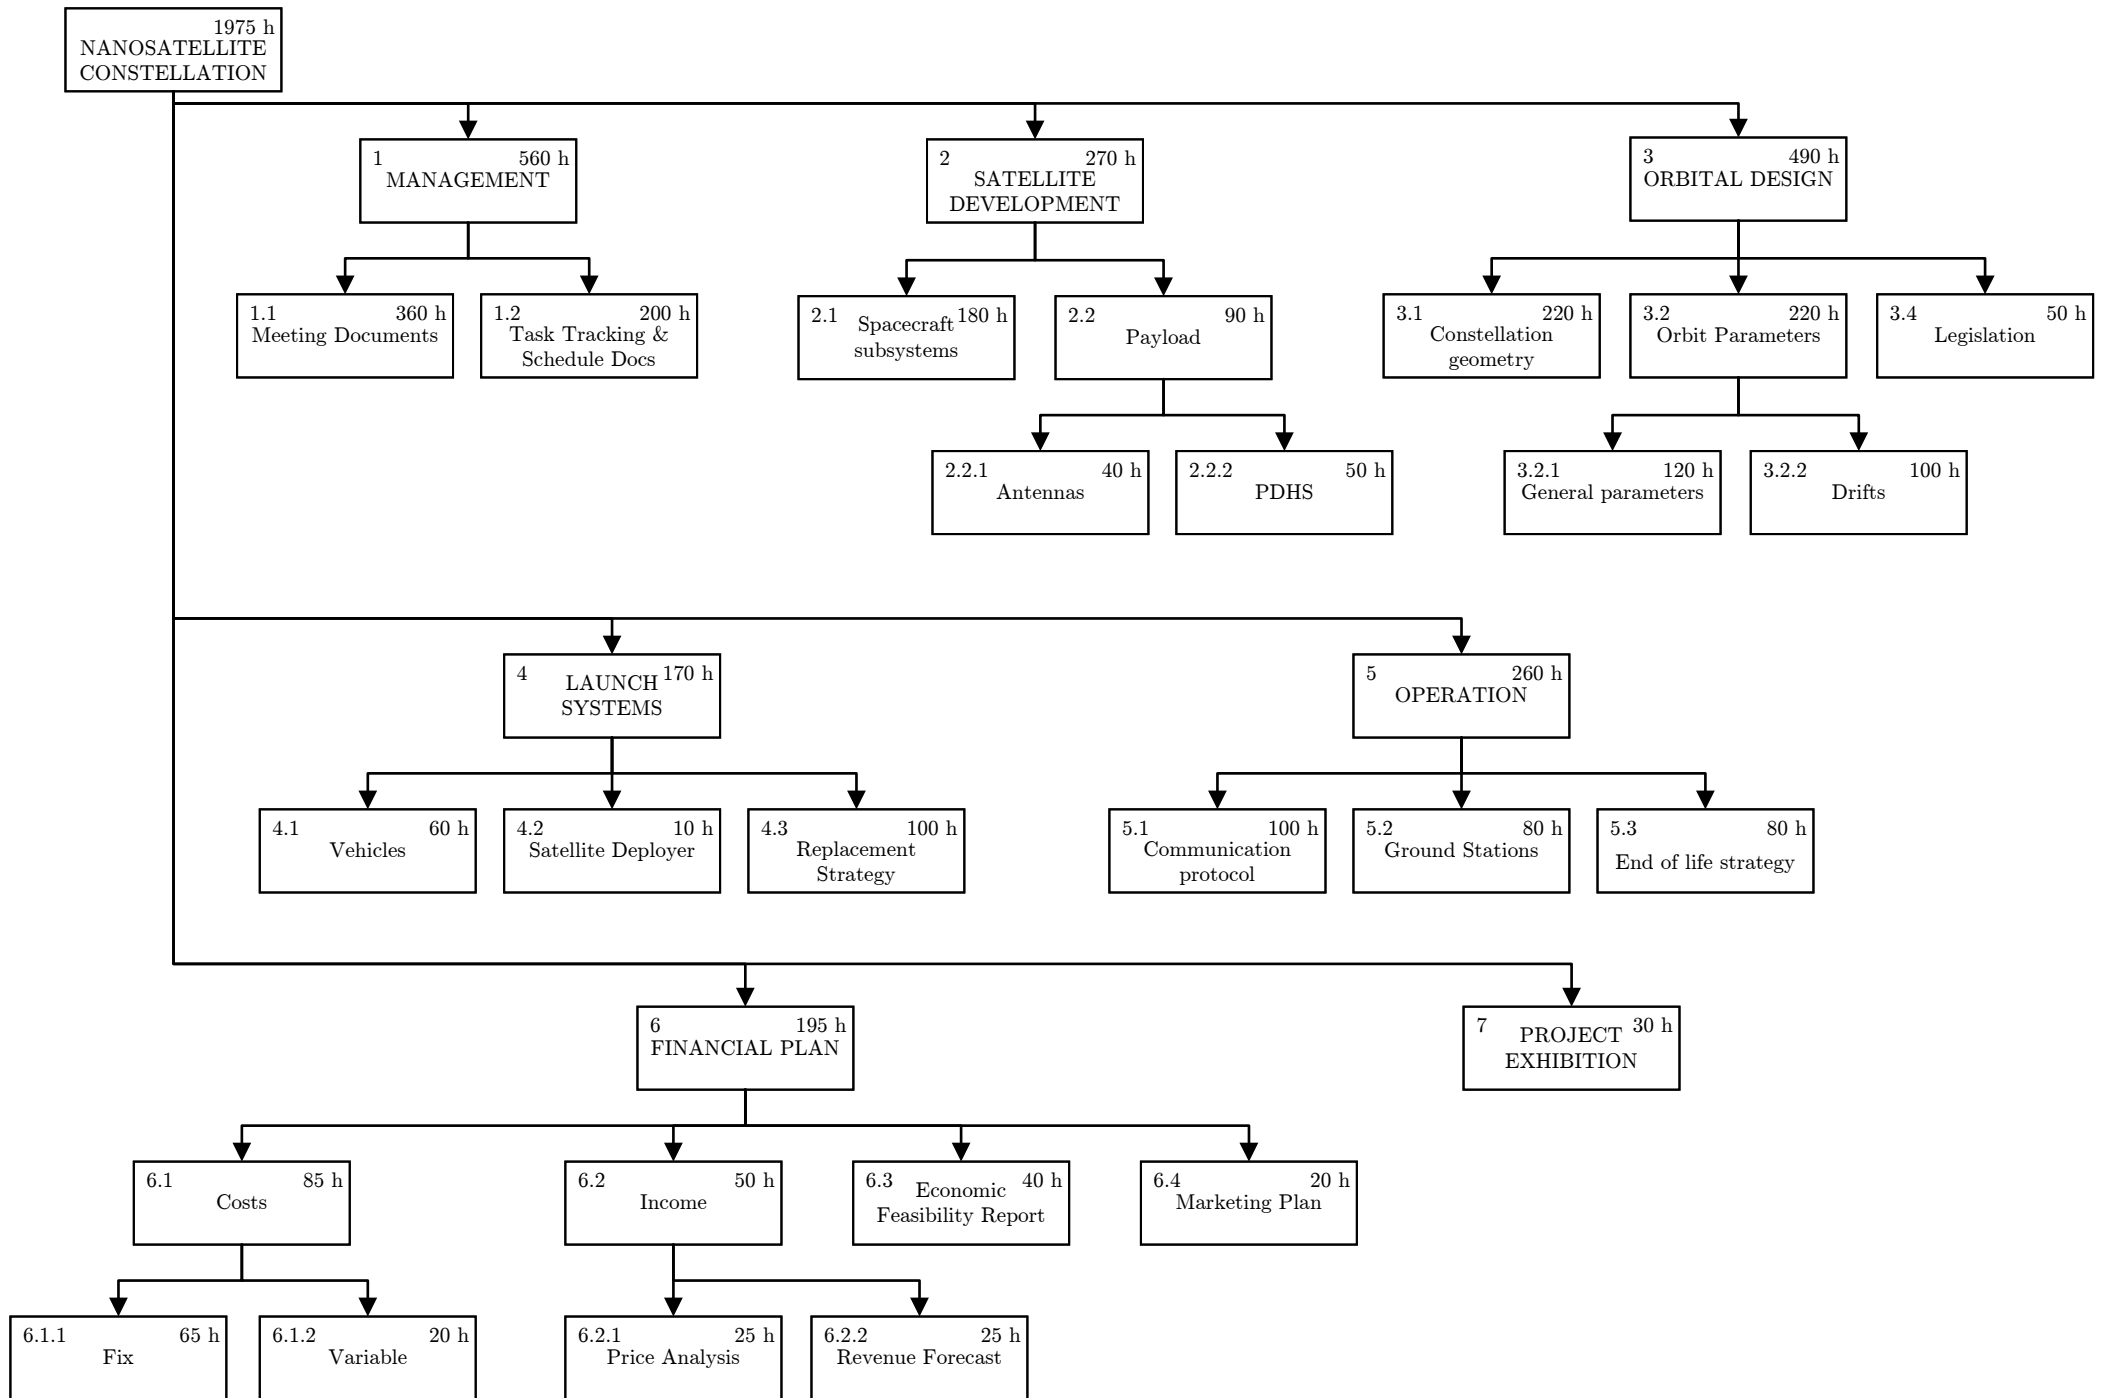 1975 h
NANOSATELLITE
CONSTELLATION
1 560 h
MANAGEMENT
2 270 h
SATELLITE
DEVELOPMENT
3 490 h
ORBITAL DESIGN
1.1 360 h
Meeting Documents
1.2 200 h
Task Tracking &
Schedule Docs
2.1 180 h
Spacecraft
subsystems
2.2 90 h
Payload
3.1 220 h
Constellation
geometry
3.2 220 h
Orbit Parameters
3.4 50 h
Legislation
2.2.1 40 h
Antennas
2.2.2 50 h
PDHS
3.2.1 120 h
General parameters
3.2.2 100 h
Drifts
4 170 h
LAUNCH
SYSTEMS
5 260 h
OPERATION
4.1 60 h
Vehicles
4.2 10 h
Satellite Deployer
4.3 100 h
Replacement
Strategy
5.1 100 h
Communication
protocol
5.2 80 h
Ground Stations
5.3 80 h
End of life strategy
6 195 h
FINANCIAL PLAN
7 30 h
PROJECT
EXHIBITION
6.1 85 h
Costs
6.2 50 h
Income
6.3 40 h
Economic
Feasibility Report
6.4 20 h
Marketing Plan
6.1.1 65 h
Fix
6.1.2 20 h
Variable
6.2.1 25 h
Price Analysis
6.2.2 25 h
Revenue Forecast